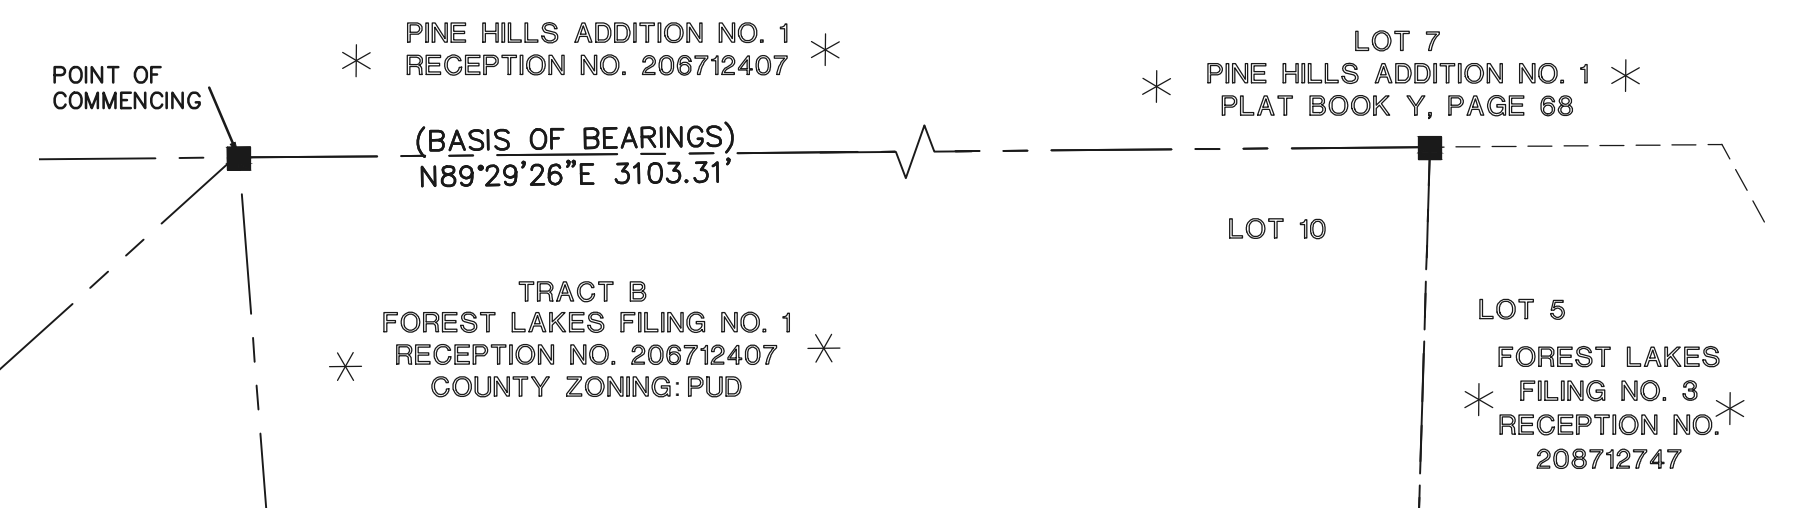 PINE HILLS ADDITION NO. 1
RECEPTION NO. 206712407
LOT 7
PINE HILLS ADDITION NO. 1
PLAT BOOK Y, PAGE 68
POINT OF
COMMENCING
(BASIS OF BEARINGS)
N89°29'26"E 3103.31'
LOT 10
TRACT B
FOREST LAKES FILING NO. 1
RECEPTION NO. 206712407
COUNTY ZONING: PUD
LOT 5
FOREST LAKES
FILING NO. 3
RECEPTION NO.
208712747